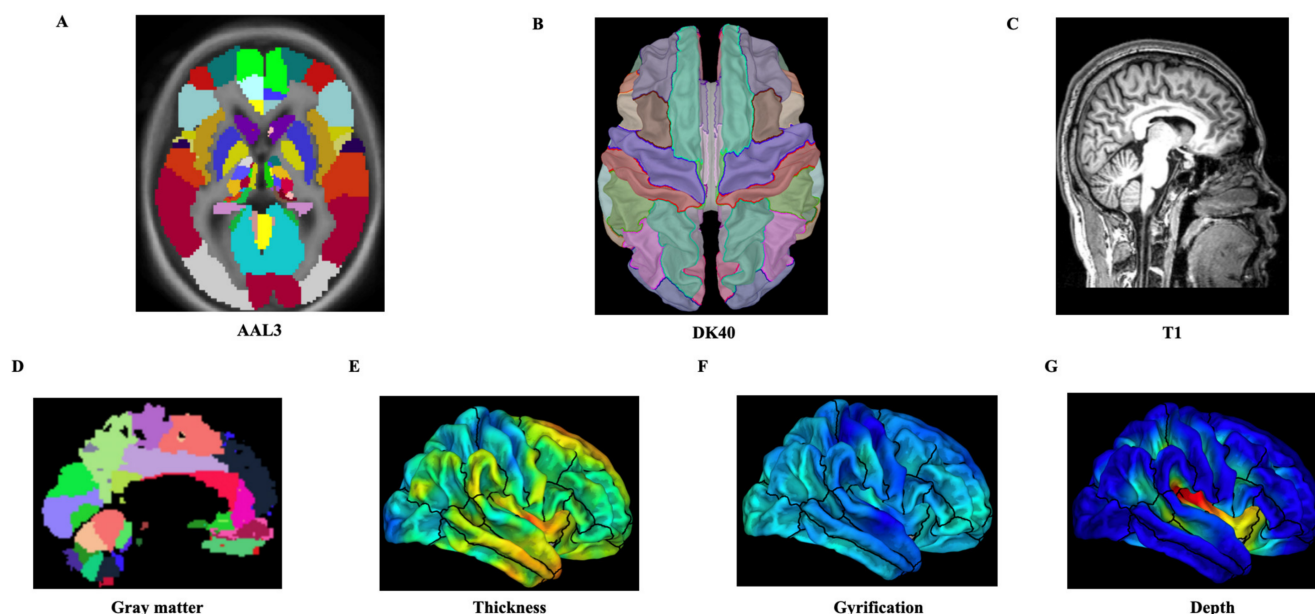 A
B
C
AAL3
DK40
T1
D
E
F
G
Gray matter
Thickness
Gyrification
Depth